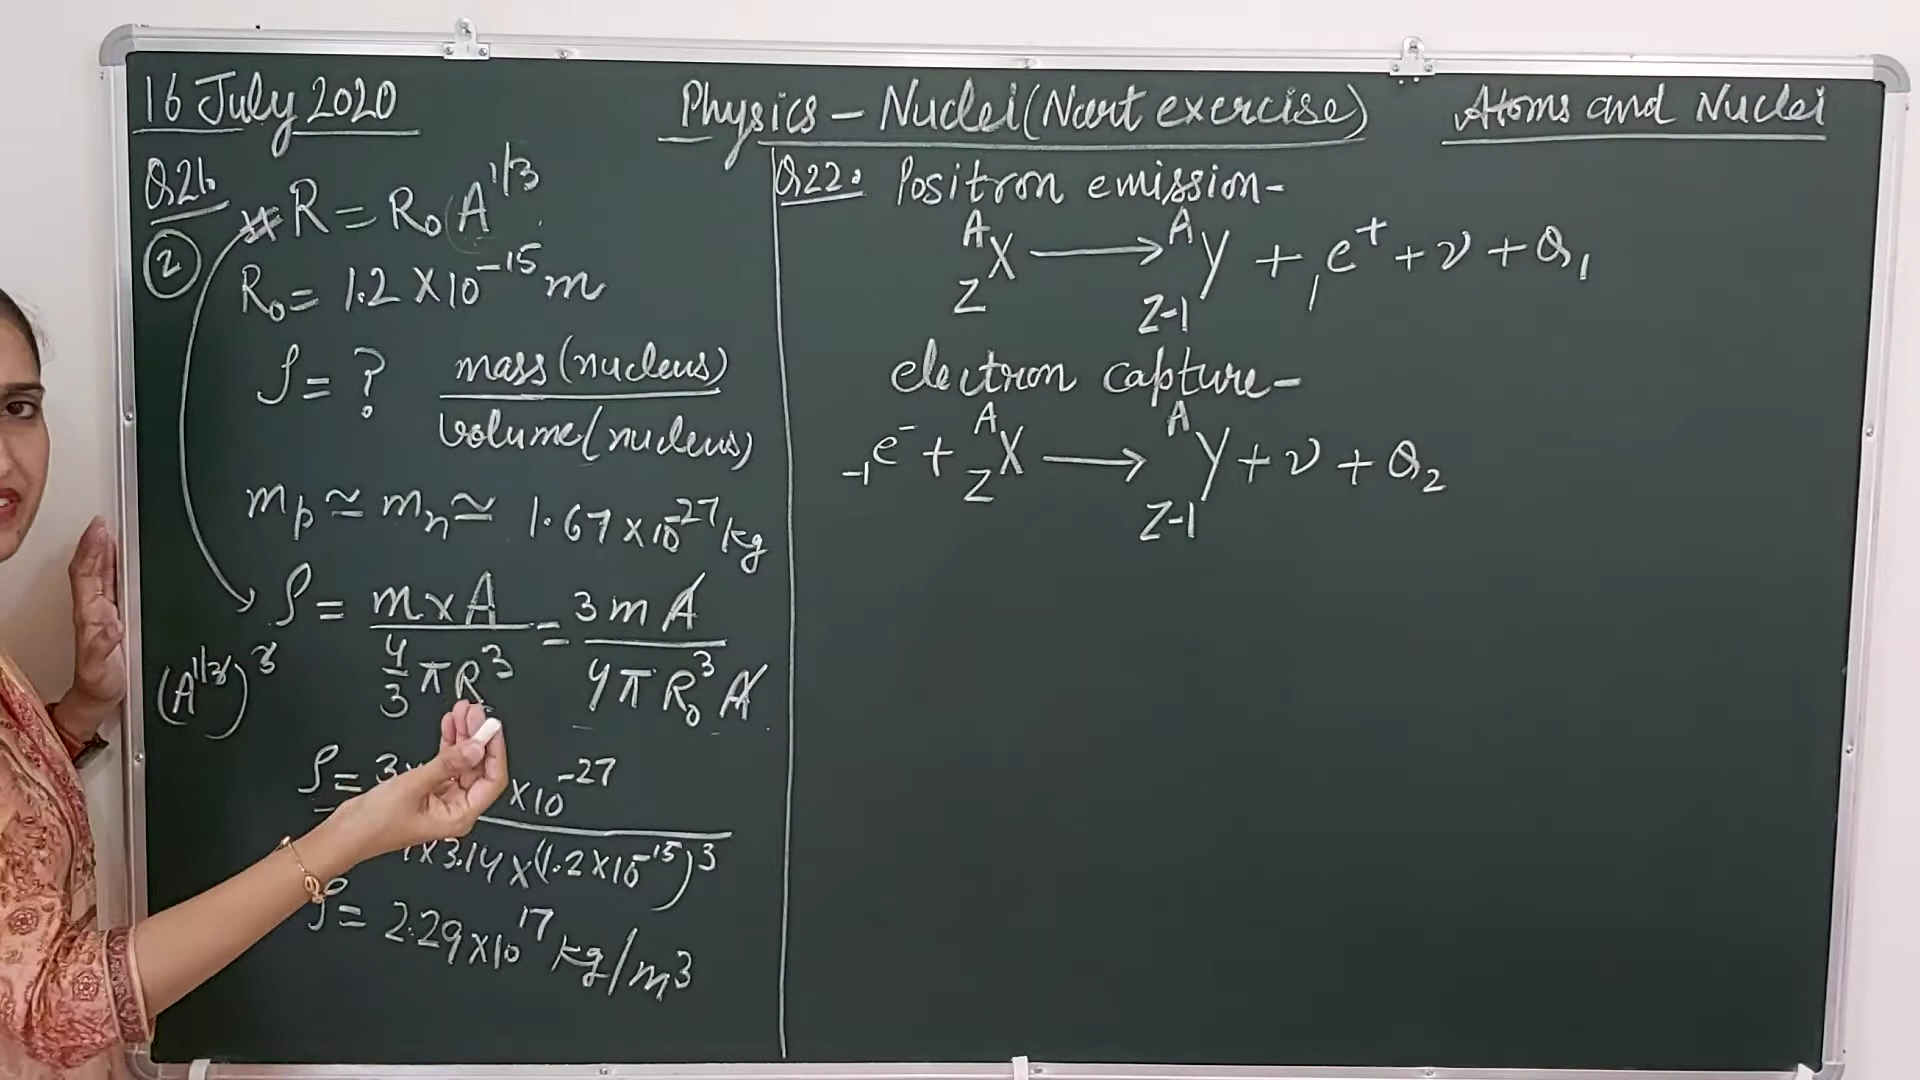 16 July 2020
Physics - Nuclei (Ncert exercise)
Atoms and Nuclei
Q21.
② R = R₀ A^1/3
R₀ = 1.2 × 10^-15 m
ρ = ? mass (nucleus) / volume (nucleus)
m_p ≃ m_n ≃ 1.67 × 10^-27 kg
ρ = m × A / 4/3 π R³ = 3 m A / 4 π R₀³ A
(A^1/3)^3
ρ = 3× ×10^-27
×3.14×(1.2×10^-15)^3
ρ = 2.29×10^17 kg/m³
Q22. Positron emission-
^A_Z X ⟶ ^A_Z-1 Y + ₁e⁺ + ν + Q₁
electron capture-
₋₁e⁻ + ^A_Z X ⟶ ^A_Z-1 Y + ν + Q₂